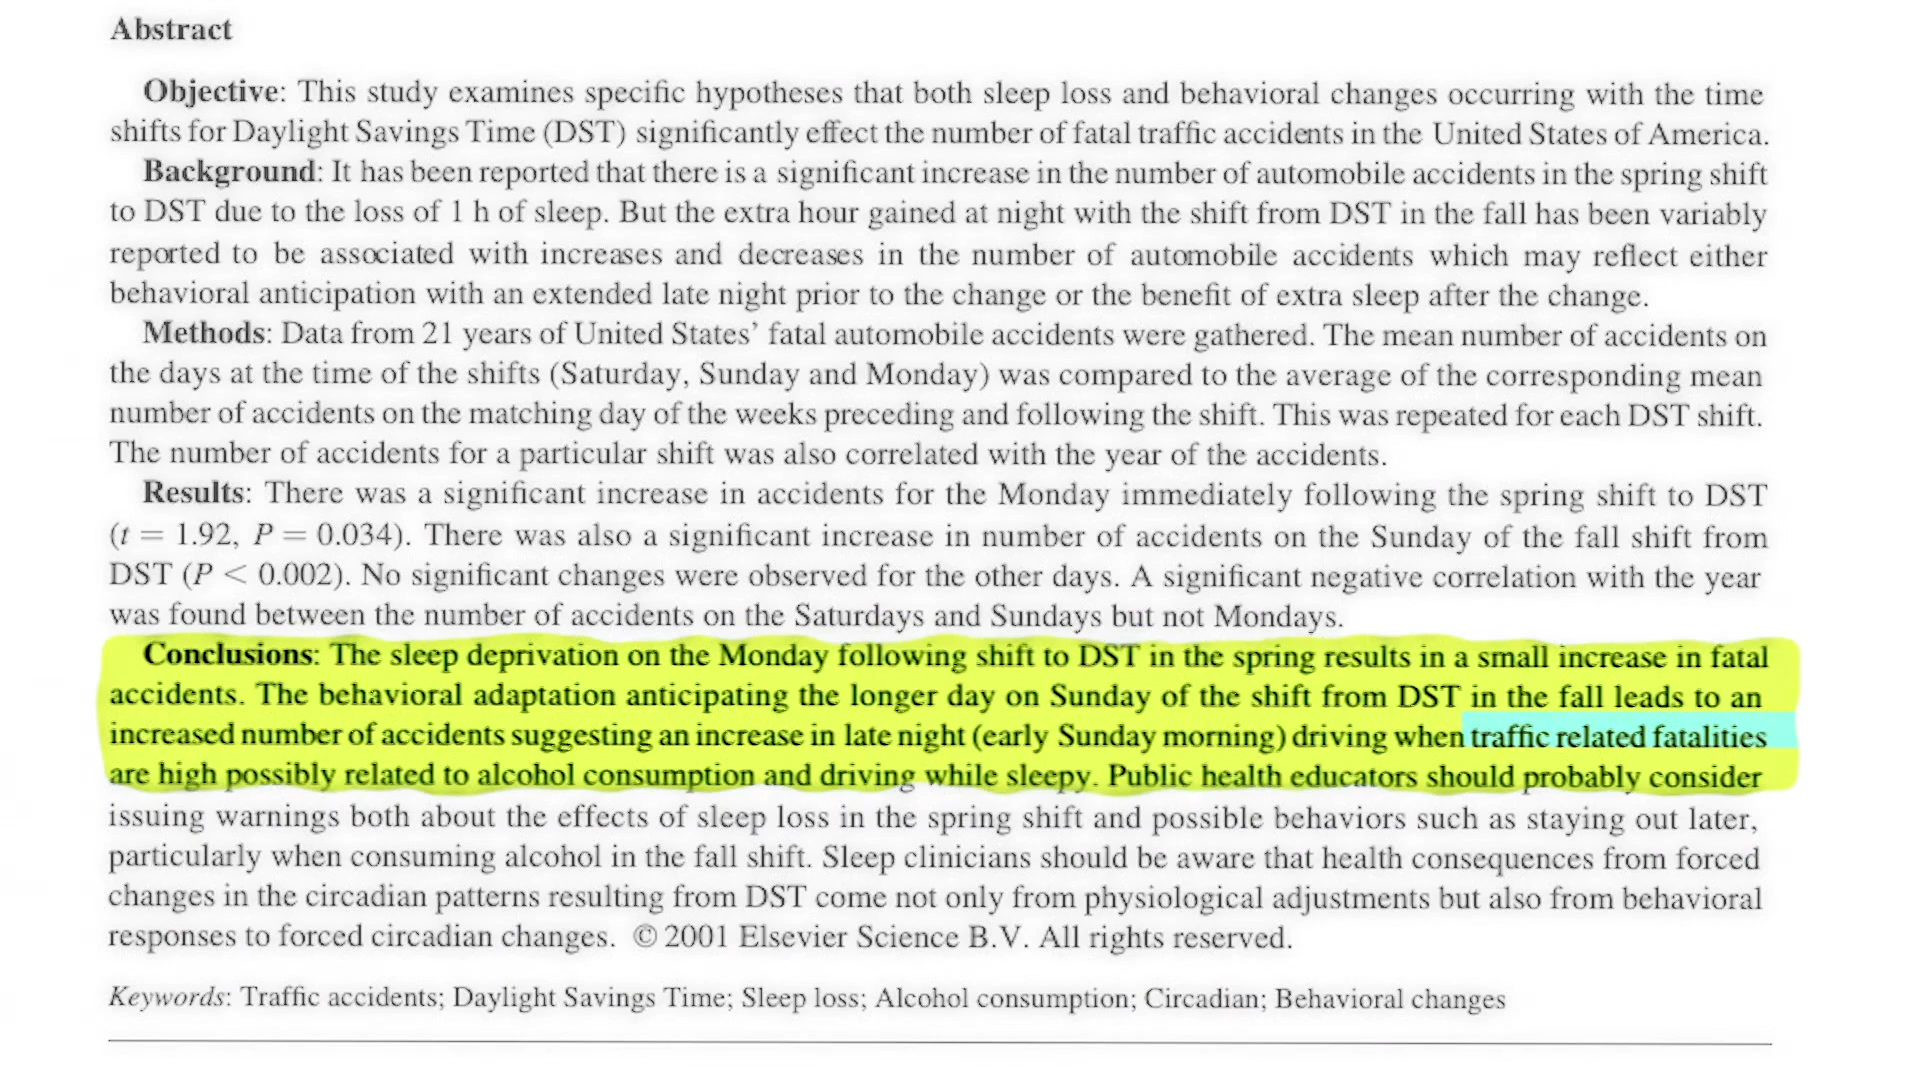 Abstract
Objective: This study examines specific hypotheses that both sleep loss and behavioral changes occurring with the time
shifts for Daylight Savings Time (DST) significantly effect the number of fatal traffic accidents in the United States of America.
Background: It has been reported that there is a significant increase in the number of automobile accidents in the spring shift
to DST due to the loss of 1 h of sleep. But the extra hour gained at night with the shift from DST in the fall has been variably
reported to be associated with increases and decreases in the number of automobile accidents which may reflect either
behavioral anticipation with an extended late night prior to the change or the benefit of extra sleep after the change.
Methods: Data from 21 years of United States’ fatal automobile accidents were gathered. The mean number of accidents on
the days at the time of the shifts (Saturday, Sunday and Monday) was compared to the average of the corresponding mean
number of accidents on the matching day of the weeks preceding and following the shift. This was repeated for each DST shift.
The number of accidents for a particular shift was also correlated with the year of the accidents.
Results: There was a significant increase in accidents for the Monday immediately following the spring shift to DST
(t = 1.92, P = 0.034). There was also a significant increase in number of accidents on the Sunday of the fall shift from
DST (P < 0.002). No significant changes were observed for the other days. A significant negative correlation with the year
was found between the number of accidents on the Saturdays and Sundays but not Mondays.
Conclusions: The sleep deprivation on the Monday following shift to DST in the spring results in a small increase in fatal
accidents. The behavioral adaptation anticipating the longer day on Sunday of the shift from DST in the fall leads to an
increased number of accidents suggesting an increase in late night (early Sunday morning) driving when traffic related fatalities
are high possibly related to alcohol consumption and driving while sleepy. Public health educators should probably consider
issuing warnings both about the effects of sleep loss in the spring shift and possible behaviors such as staying out later,
particularly when consuming alcohol in the fall shift. Sleep clinicians should be aware that health consequences from forced
changes in the circadian patterns resulting from DST come not only from physiological adjustments but also from behavioral
responses to forced circadian changes. © 2001 Elsevier Science B.V. All rights reserved.
Keywords: Traffic accidents; Daylight Savings Time; Sleep loss; Alcohol consumption; Circadian; Behavioral changes